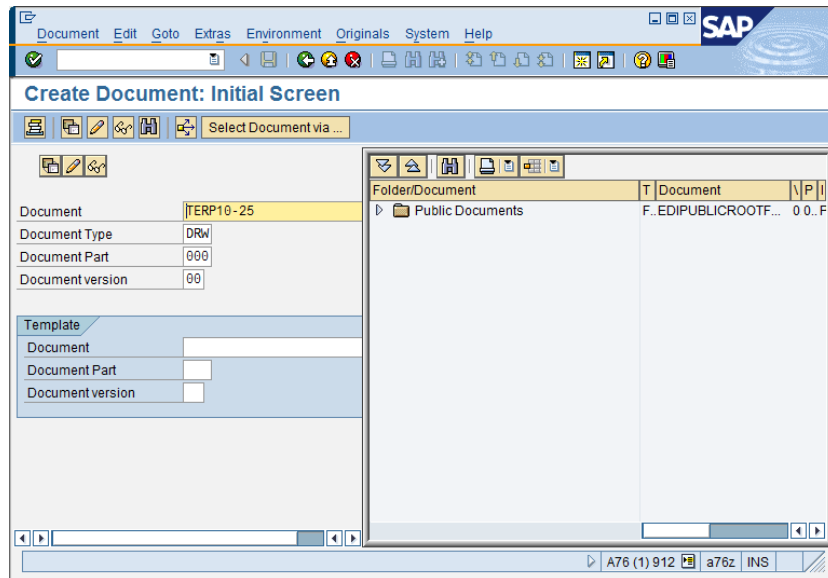 Document Edit Goto Extras Environment Originals System Help
SAP
Create Document: Initial Screen
Select Document via ...
Folder/Document T Document \ P I
Public Documents F.. EDIPUBLICROOTF... 0 0.. F
Document TERP10-25
Document Type DRW
Document Part 000
Document version 00
Template
Document
Document Part
Document version
A76 (1) 912 a76z INS